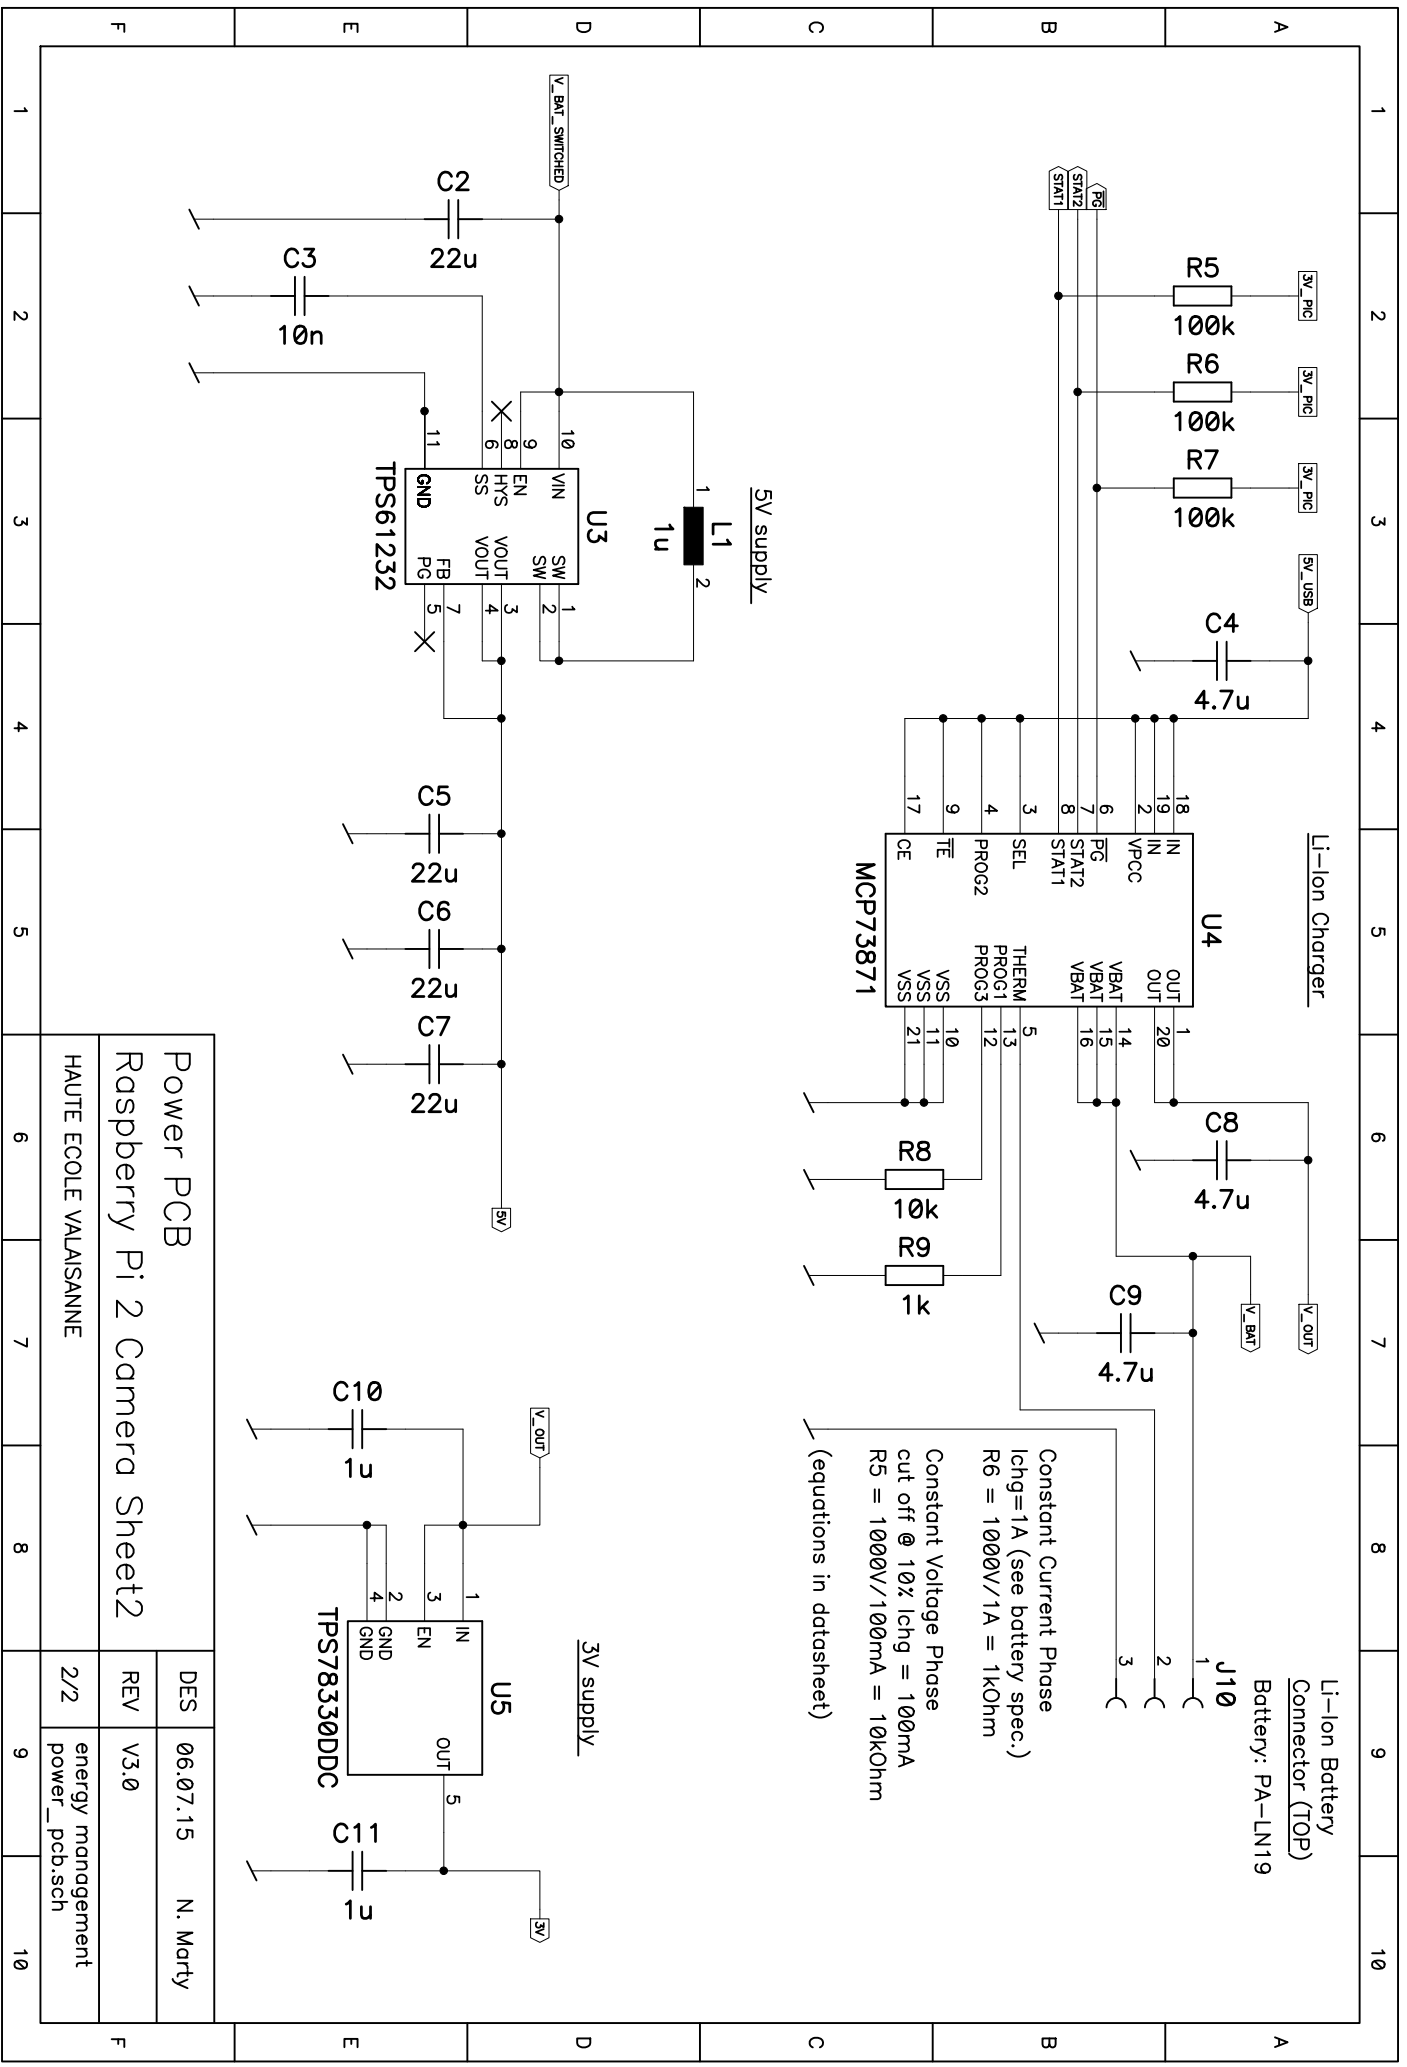 1
2
3
4
5
6
7
8
9
10
A
B
C
D
E
F
3V_PIC
3V_PIC
3V_PIC
5V_USB
R5
100k
R6
100k
R7
100k
C4
4.7u
PG
STAT2
STAT1
Li-Ion Charger
U4
MCP73871
18 IN
19 IN
2 VPCC
6 PG
7 STAT2
8 STAT1
3 SEL
4 PROG2
9 TE
17 CE
OUT 1
OUT 20
VBAT 14
VBAT 15
VBAT 16
THERM 5
PROG1 13
PROG3 12
VSS 10
VSS 11
VSS 21
C8
4.7u
V_OUT
V_BAT
C9
4.7u
R8
10k
R9
1k
Li-Ion Battery
Connector (TOP)
Battery: PA-LN19
J10
1
2
3
Constant Current Phase
Ichg=1A (see battery spec.)
R6 = 1000V/1A = 1kOhm
Constant Voltage Phase
cut off @ 10% Ichg = 100mA
R5 = 1000V/100mA = 10kOhm
(equations in datasheet)
5V supply
L1
1u
1
2
V_BAT_SWITCHED
C2
22u
C3
10n
U3
TPS61232
10 VIN
9 EN
8 HYS
6 SS
11 GND
SW 1
SW 2
VOUT 3
VOUT 4
FB 7
PG 5
C5
22u
C6
22u
C7
22u
5V
3V supply
V_OUT
C10
1u
U5
TPS78330DDC
1 IN
3 EN
2 GND
4 GND
OUT 5
C11
1u
3V
Power PCB
Raspberry Pi 2 Camera Sheet2
HAUTE ECOLE VALAISANNE
DES 06.07.15 N. Marty
REV V3.0
2/2 energy management
power_pcb.sch
A
B
C
D
E
F
1
2
3
4
5
6
7
8
9
10